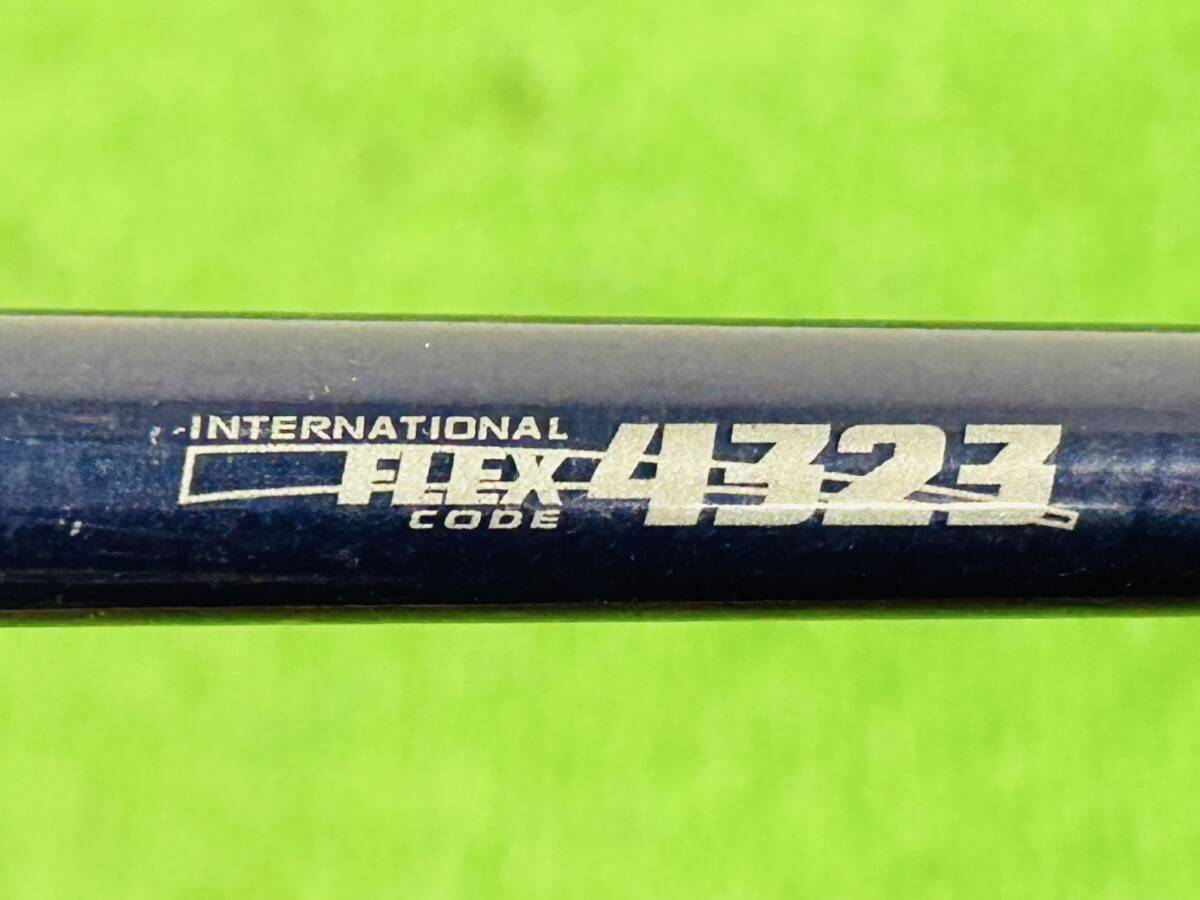 INTERNATIONAL
FLEX 4323
CODE